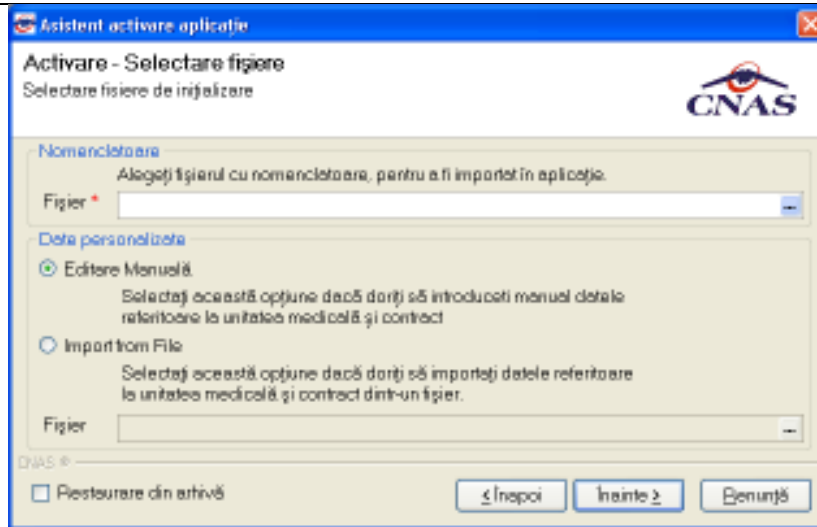 Asistent activare aplicație
Activare - Selectare fișiere
Selectare fisiere de inițializare
CNAS
Nomenclatoare
Alegeți fișierul cu nomenclatoare, pentru a fi importat în aplicație.
Fișier *
...
Date personalizate
Editare Manuală
Selectați această opțiune dacă doriți să introduceti manual datele
referitoare la unitatea medicală și contract
Import from File
Selectați această opțiune dacă doriți să importați datele referitoare
la unitatea medicală și contract dintr-un fișier.
Fișier
...
CNAS ©
Restaurare din arhivă
< Înapoi
Înainte >
Renunță